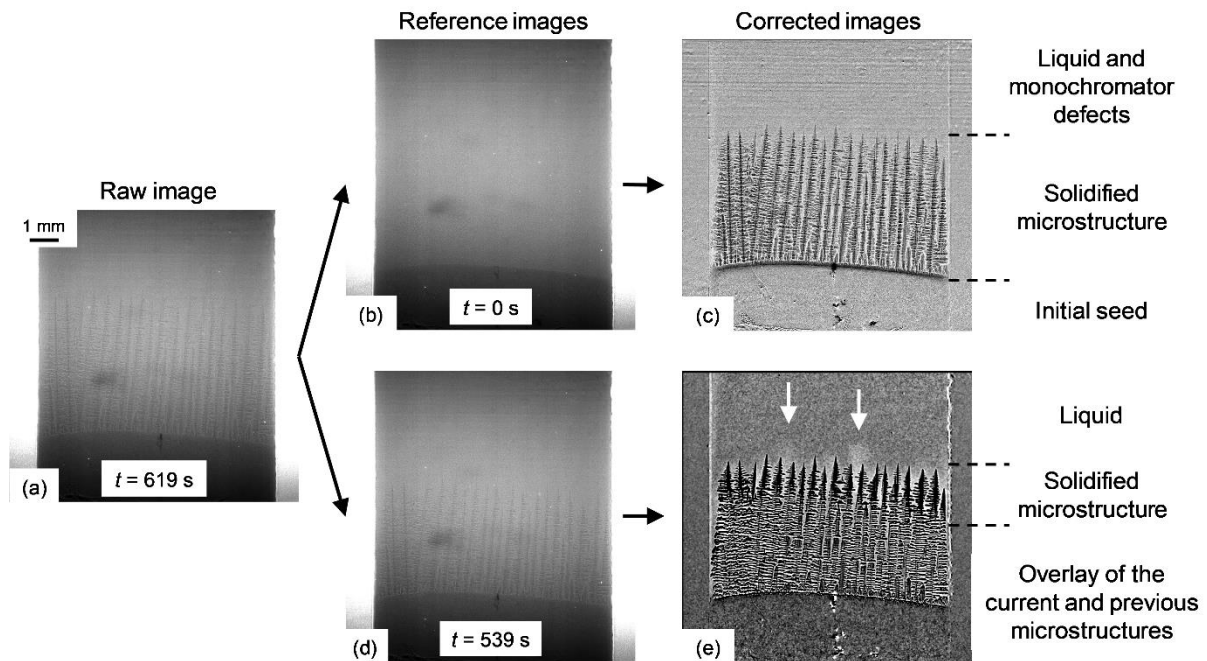 Reference images
Corrected images
Raw image
1 mm
(a)
t = 619 s
(b)
t = 0 s
(c)
Liquid and
monochromator
defects
Solidified
microstructure
Initial seed
(d)
t = 539 s
(e)
Liquid
Solidified
microstructure
Overlay of the
current and previous
microstructures